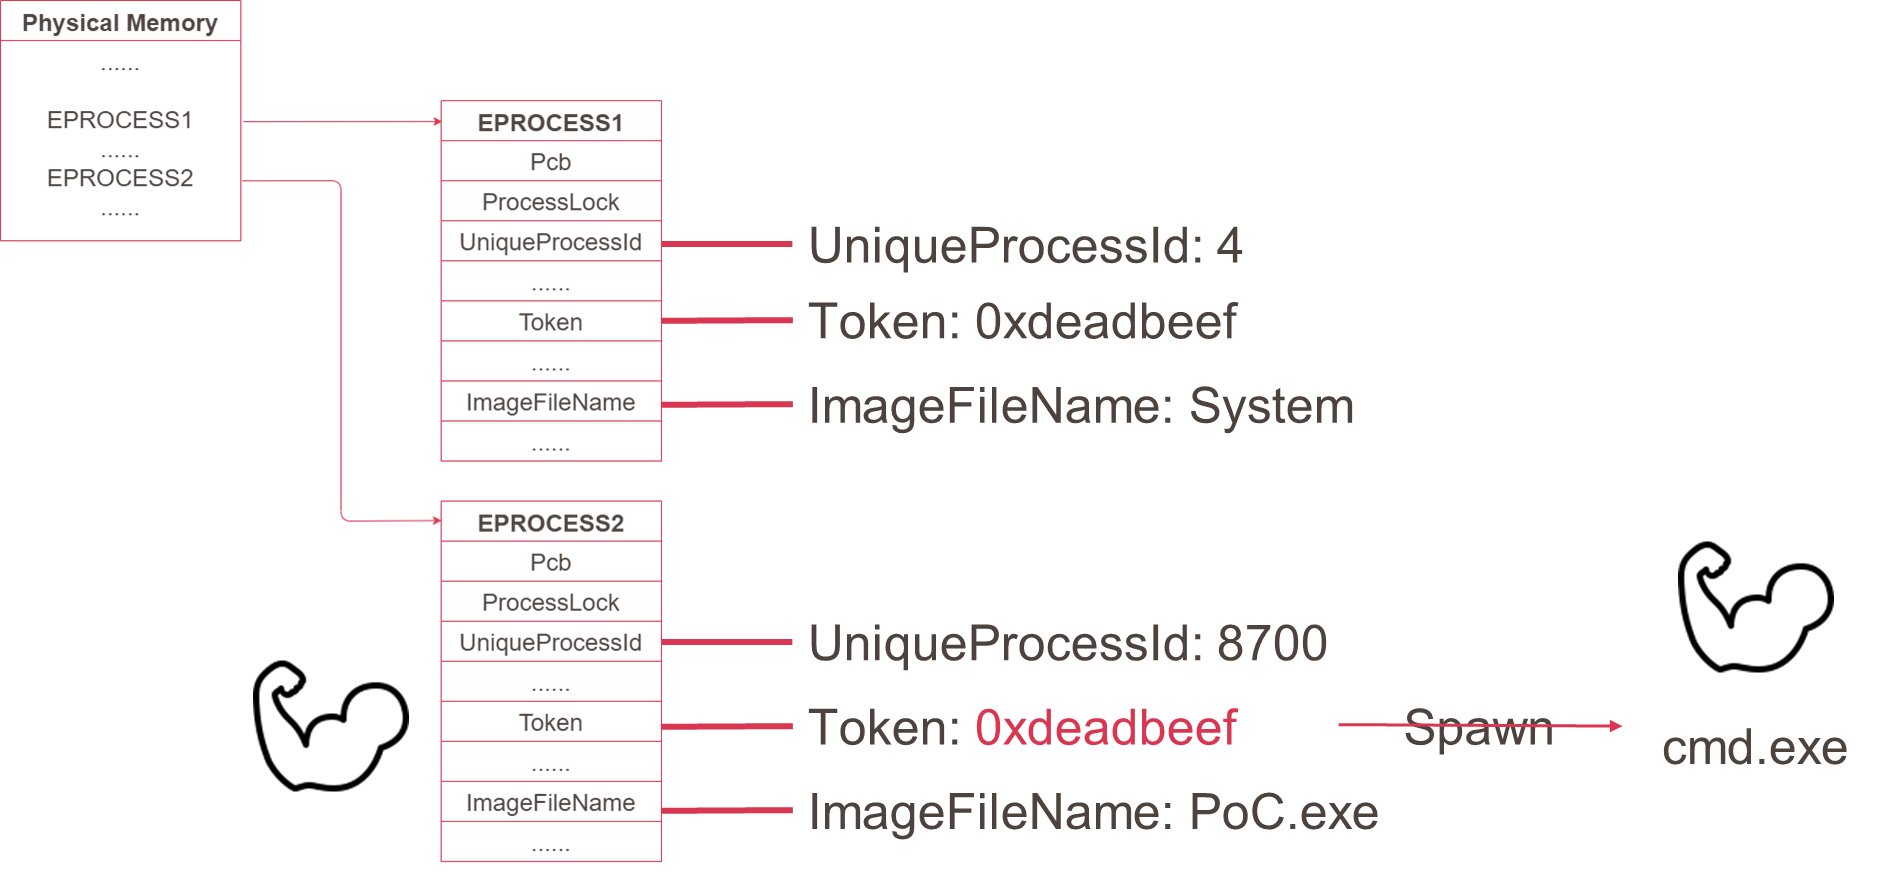 Physical Memory
......
EPROCESS1
......
EPROCESS2
......
EPROCESS1
Pcb
ProcessLock
UniqueProcessId
......
Token
......
ImageFileName
......
UniqueProcessId: 4
Token: 0xdeadbeef
ImageFileName: System
EPROCESS2
Pcb
ProcessLock
UniqueProcessId
......
Token
......
ImageFileName
......
UniqueProcessId: 8700
Token: 0xdeadbeef
ImageFileName: PoC.exe
Spawn
cmd.exe